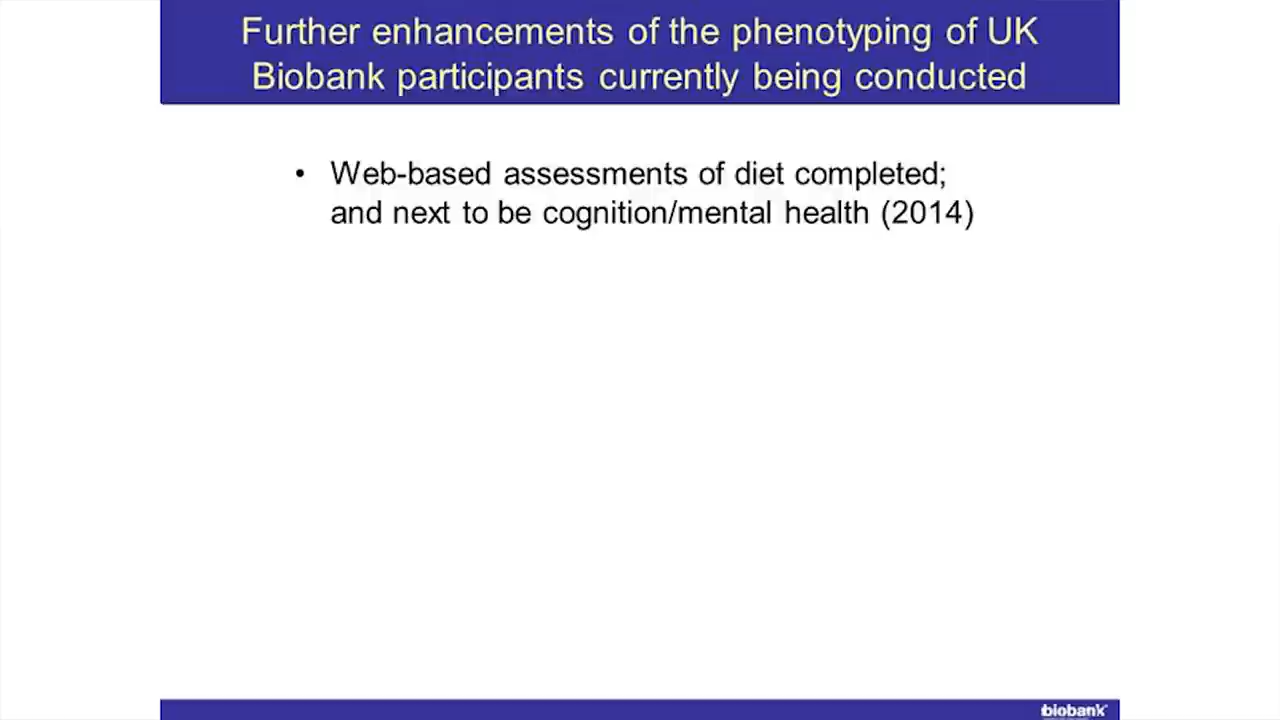 Further enhancements of the phenotyping of UK
Biobank participants currently being conducted
• Web-based assessments of diet completed;
and next to be cognition/mental health (2014)
biobank